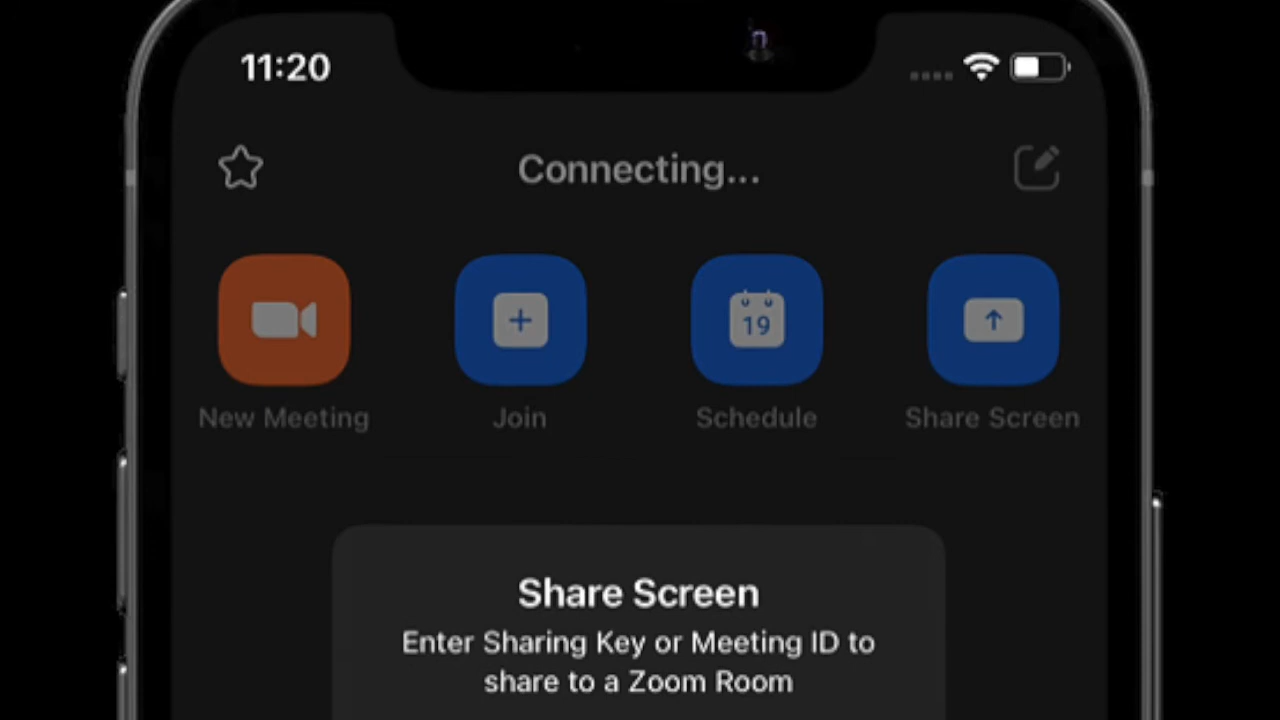 11:20
Connecting...
19
New Meeting
Join
Schedule
Share Screen
Share Screen
Enter Sharing Key or Meeting ID to
share to a Zoom Room